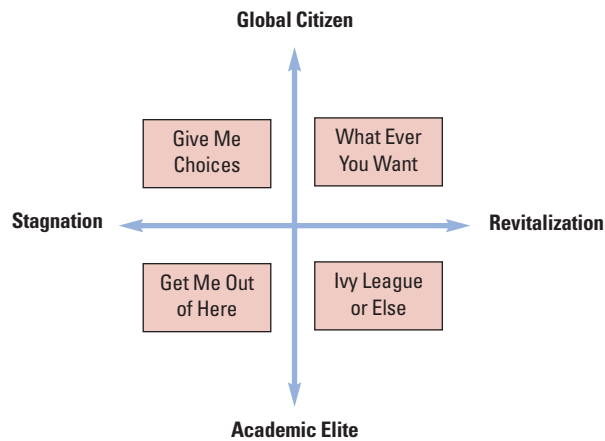 Global Citizen
Give Me
Choices
What Ever
You Want
Stagnation
Revitalization
Get Me Out
of Here
Ivy League
or Else
Academic Elite